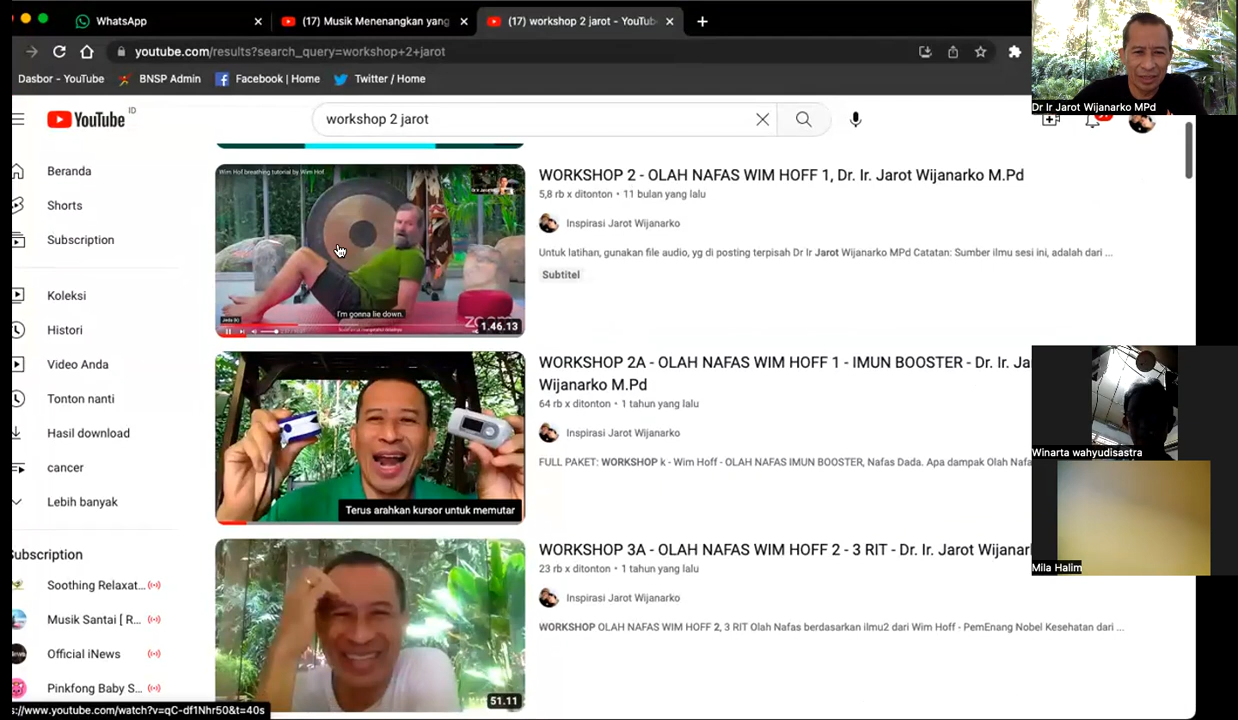 WhatsApp
(17) Musik Menenangkan yang
(17) workshop 2 jarot - YouTub
youtube.com/results?search_query=workshop+2+jarot
Dasbor - YouTube
BNSP Admin
Facebook | Home
Twitter / Home
Dr Ir Jarot Wijanarko MPd
YouTube ID
workshop 2 jarot
Beranda
Shorts
Subscription
Koleksi
Histori
Video Anda
Tonton nanti
Hasil download
cancer
Lebih banyak
Subscription
Soothing Relaxat...
Musik Santai [ R...
Official iNews
Pinkfong Baby S...
Wim Hof breathing tutorial by Wim Hof
I'm gonna lie down.
zoom
1.46.13
WORKSHOP 2 - OLAH NAFAS WIM HOFF 1, Dr. Ir. Jarot Wijanarko M.Pd
5,8 rb x ditonton • 11 bulan yang lalu
Inspirasi Jarot Wijanarko
Untuk latihan, gunakan file audio, yg di posting terpisah Dr Ir Jarot Wijanarko MPd Catatan: Sumber ilmu sesi ini, adalah dari ...
Subtitel
Terus arahkan kursor untuk memutar
WORKSHOP 2A - OLAH NAFAS WIM HOFF 1 - IMUN BOOSTER - Dr. Ir. Ja
Wijanarko M.Pd
64 rb x ditonton • 1 tahun yang lalu
Inspirasi Jarot Wijanarko
FULL PAKET: WORKSHOP k - Wim Hoff - OLAH NAFAS IMUN BOOSTER, Nafas Dada. Apa dampak Olah Nafa
Winarta wahyudisastra
Mila Halim
51.11
WORKSHOP 3A - OLAH NAFAS WIM HOFF 2 - 3 RIT - Dr. Ir. Jarot Wijanar
23 rb x ditonton • 1 tahun yang lalu
Inspirasi Jarot Wijanarko
WORKSHOP OLAH NAFAS WIM HOFF 2, 3 RIT Olah Nafas berdasarkan ilmu2 dari Wim Hoff - PemEnang Nobel Kesehatan dari ...
s://www.youtube.com/watch?v=qC-df1Nhr50&t=40s